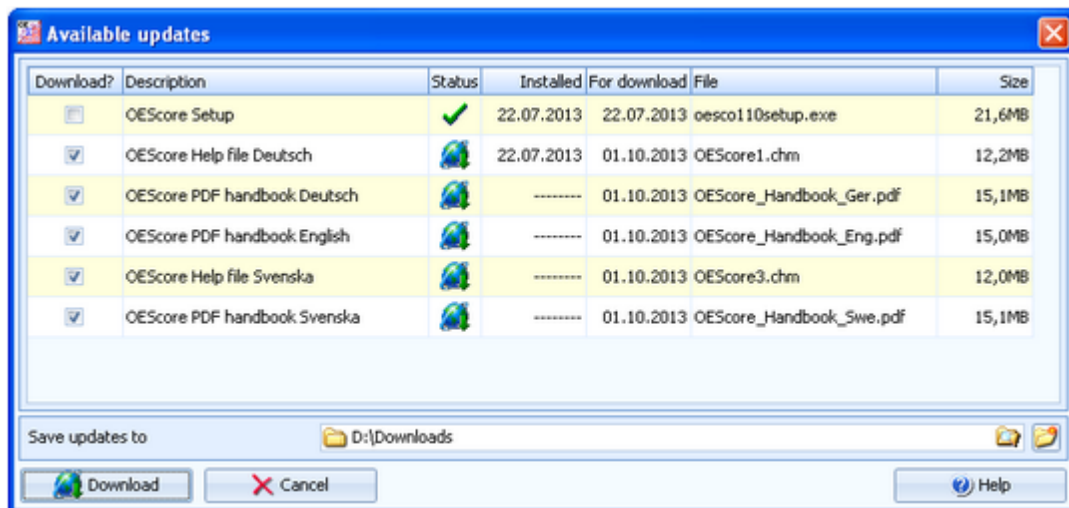 Available updates
Download? Description Status Installed For download File Size
OEScore Setup 22.07.2013 22.07.2013 oesco110setup.exe 21,6MB
OEScore Help file Deutsch 22.07.2013 01.10.2013 OEScore1.chm 12,2MB
OEScore PDF handbook Deutsch -------- 01.10.2013 OEScore_Handbook_Ger.pdf 15,1MB
OEScore PDF handbook English -------- 01.10.2013 OEScore_Handbook_Eng.pdf 15,0MB
OEScore Help file Svenska -------- 01.10.2013 OEScore3.chm 12,0MB
OEScore PDF handbook Svenska -------- 01.10.2013 OEScore_Handbook_Swe.pdf 15,1MB
Save updates to D:\Downloads
Download Cancel Help